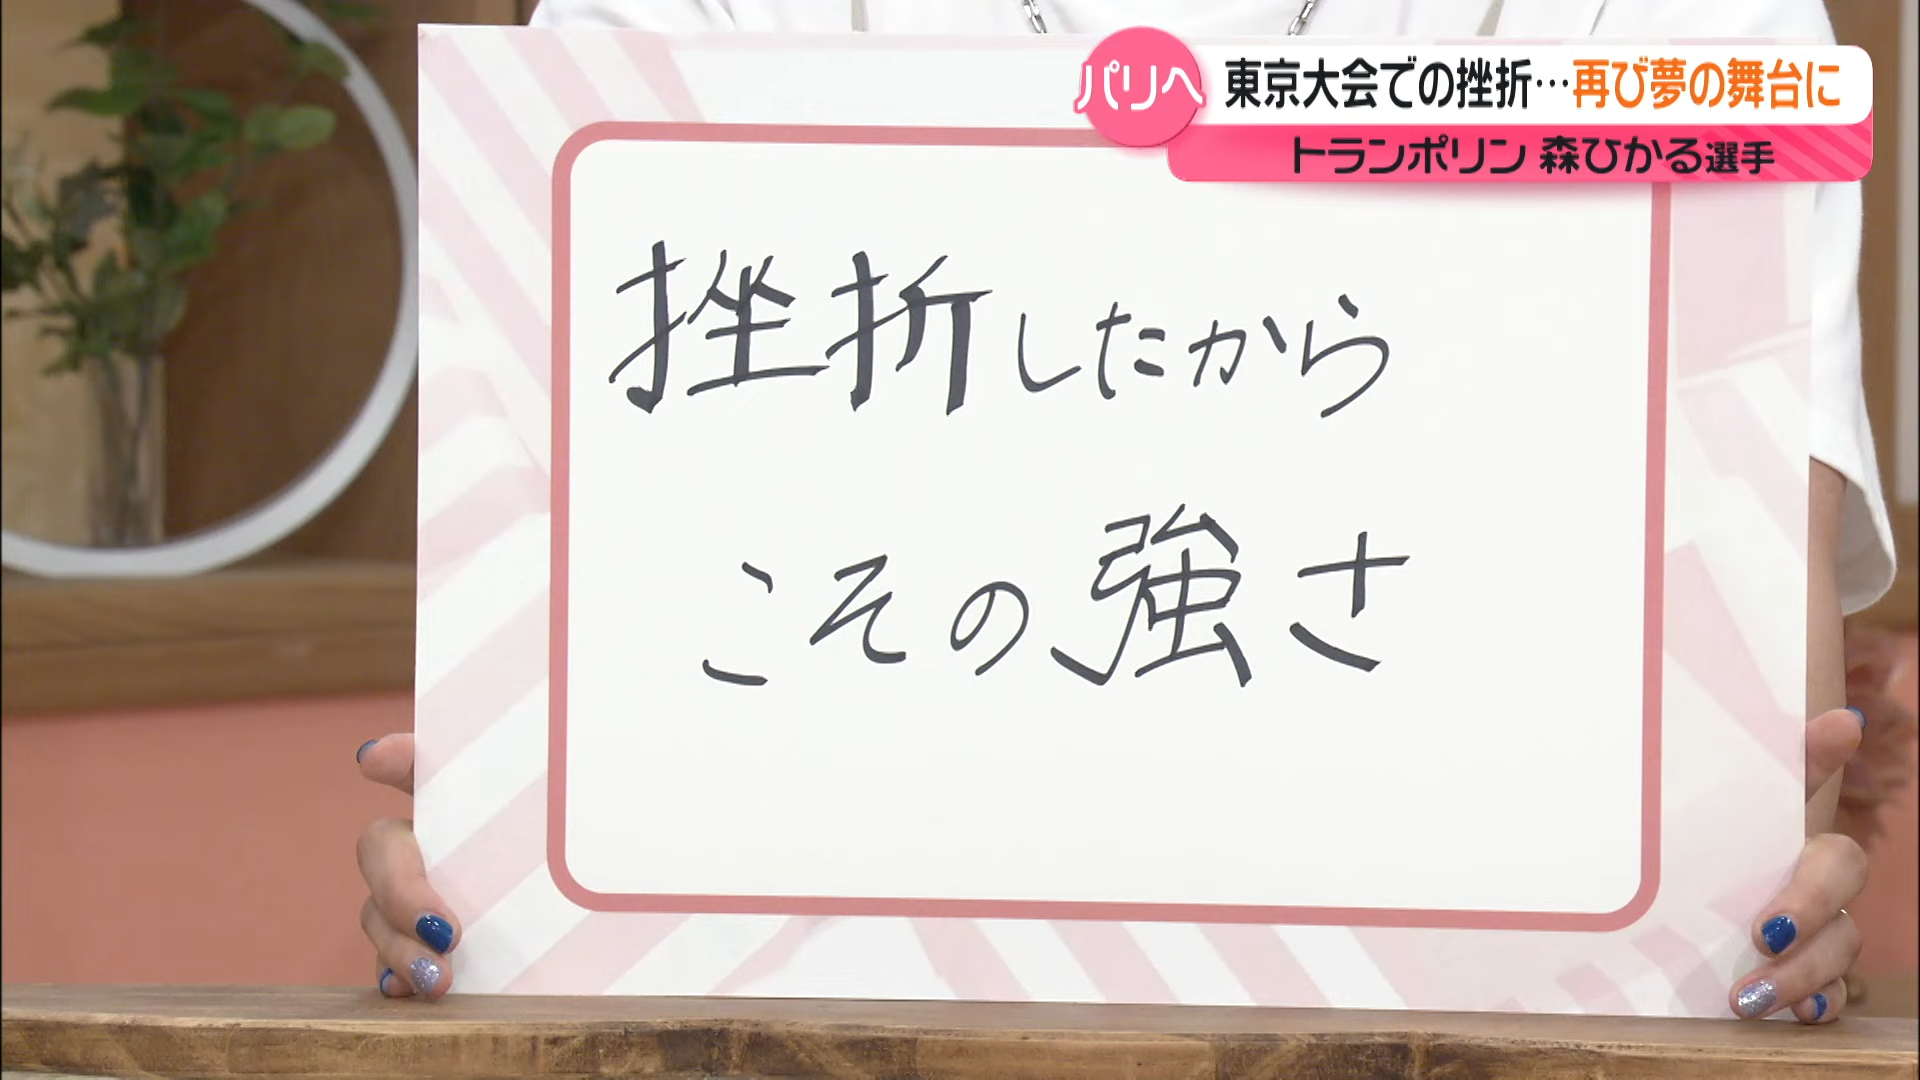 パリへ
東京大会での挫折…再び夢の舞台に
トランポリン 森ひかる選手
挫折したから
こその強さ